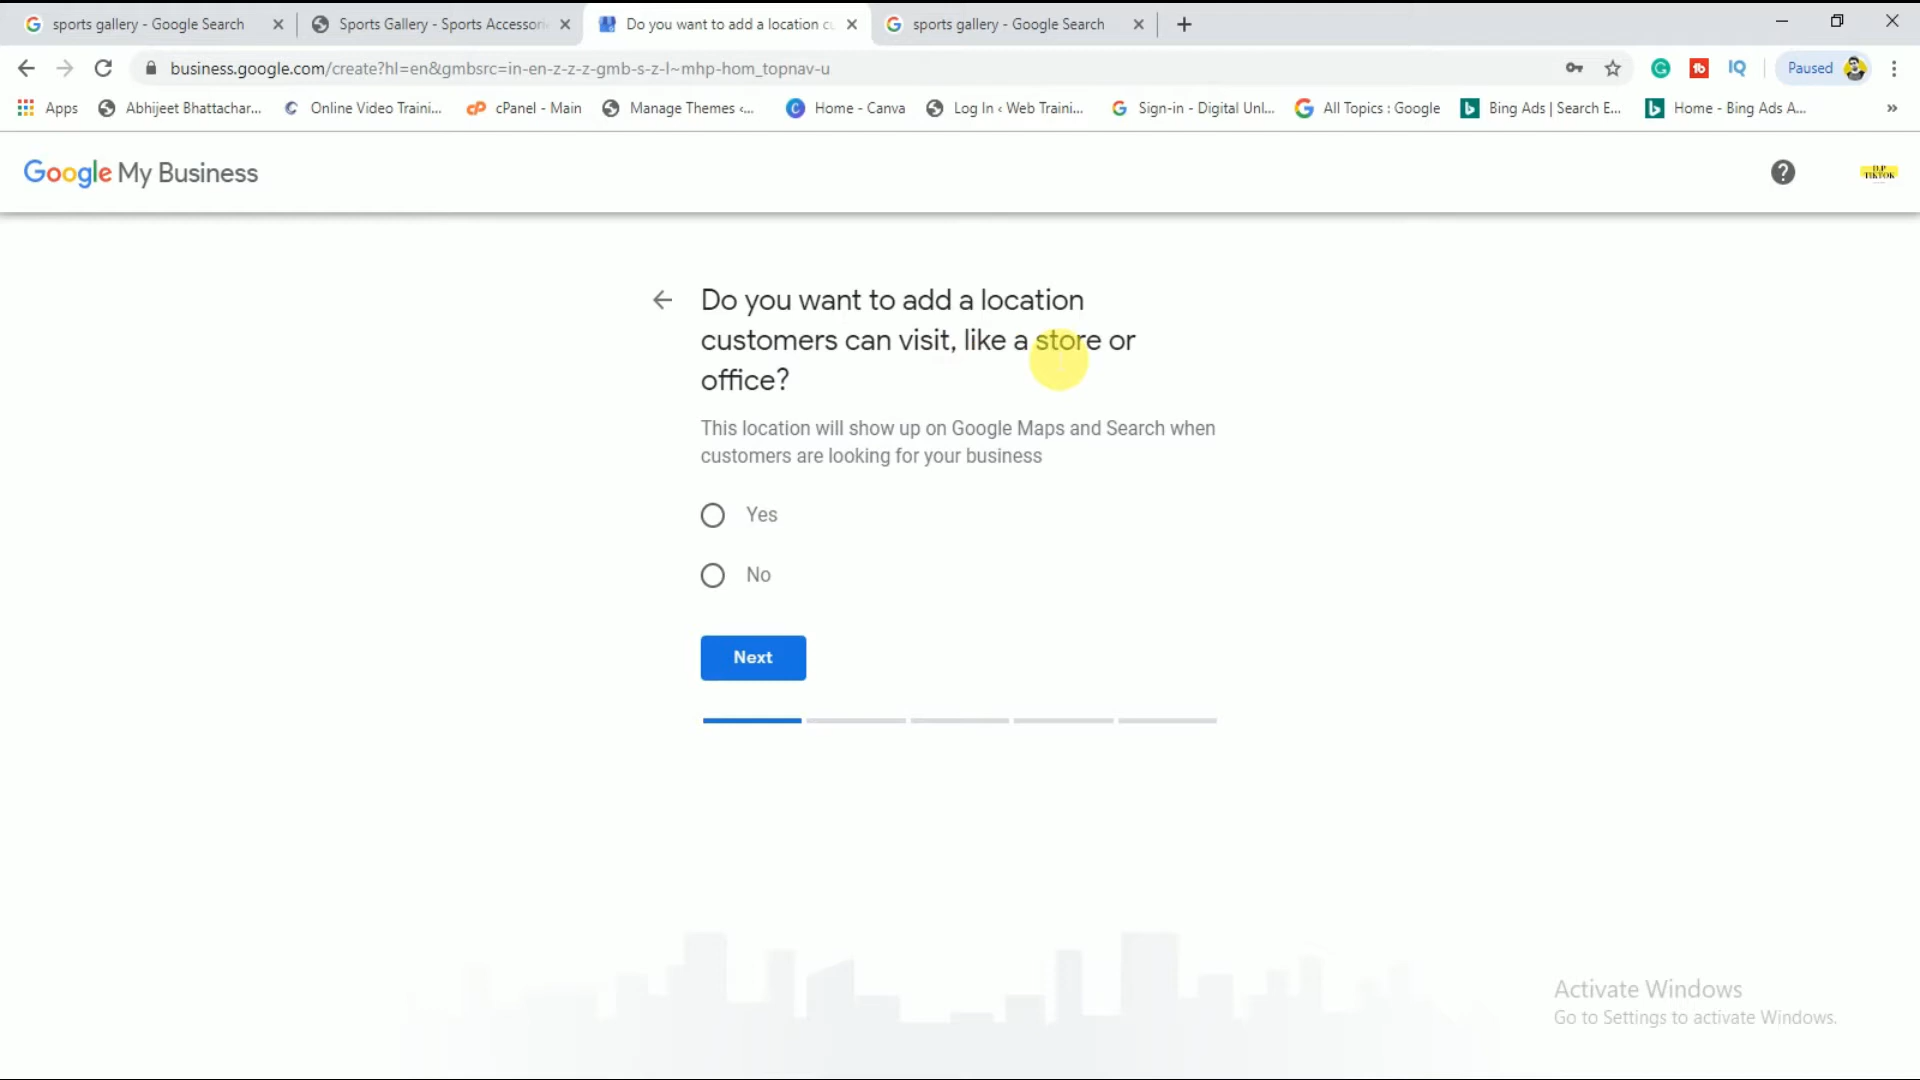 sports gallery - Google Search
Sports Gallery - Sports Accessori
Do you want to add a location cu
sports gallery - Google Search
business.google.com/create?hl=en&gmbsrc=in-en-z-z-z-gmb-s-z-l~mhp-hom_topnav-u
Paused
Apps
Abhijeet Bhattachar...
Online Video Traini...
cPanel - Main
Manage Themes ‹...
Home - Canva
Log In ‹ Web Traini...
Sign-in - Digital Unl...
All Topics : Google
Bing Ads | Search E...
Home - Bing Ads A...
»
Google My Business
D.P
TIKTOK
Do you want to add a location
customers can visit, like a store or
office?
This location will show up on Google Maps and Search when
customers are looking for your business
Yes
No
Next
Activate Windows
Go to Settings to activate Windows.